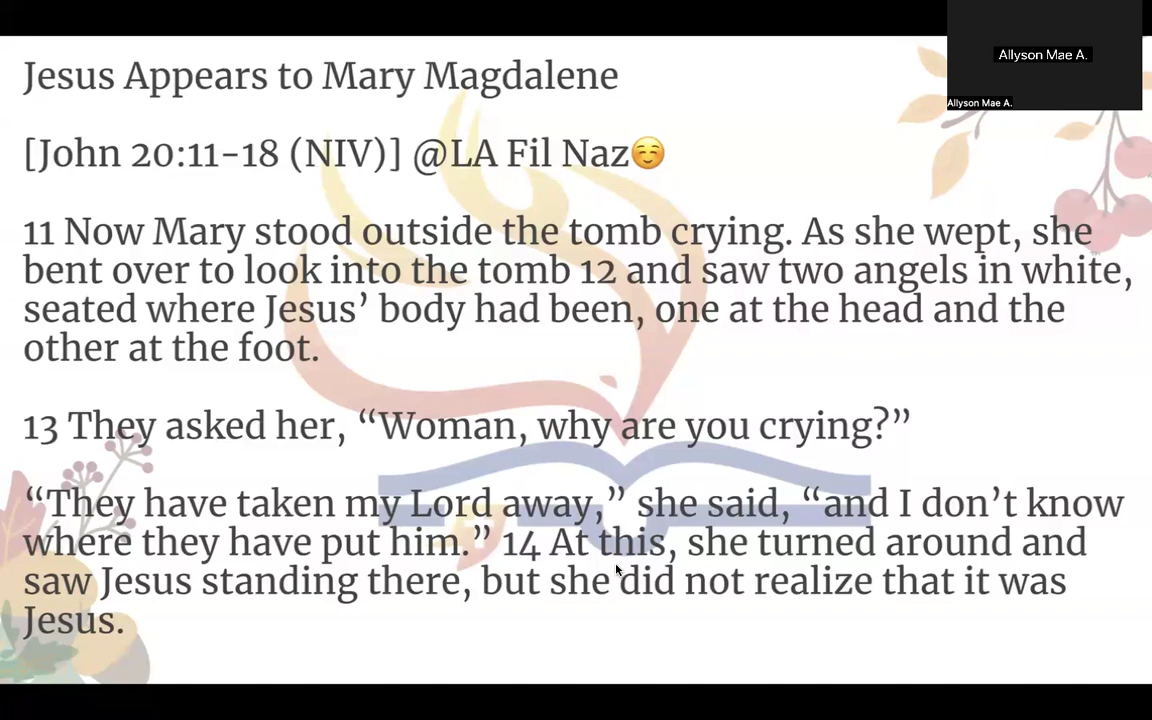 Allyson Mae A.
Allyson Mae A.
Jesus Appears to Mary Magdalene
[John 20:11-18 (NIV)] @LA Fil Naz☺️
11 Now Mary stood outside the tomb crying. As she wept, she
bent over to look into the tomb 12 and saw two angels in white,
seated where Jesus’ body had been, one at the head and the
other at the foot.
13 They asked her, “Woman, why are you crying?”
“They have taken my Lord away,” she said, “and I don’t know
where they have put him.” 14 At this, she turned around and
saw Jesus standing there, but she did not realize that it was
Jesus.